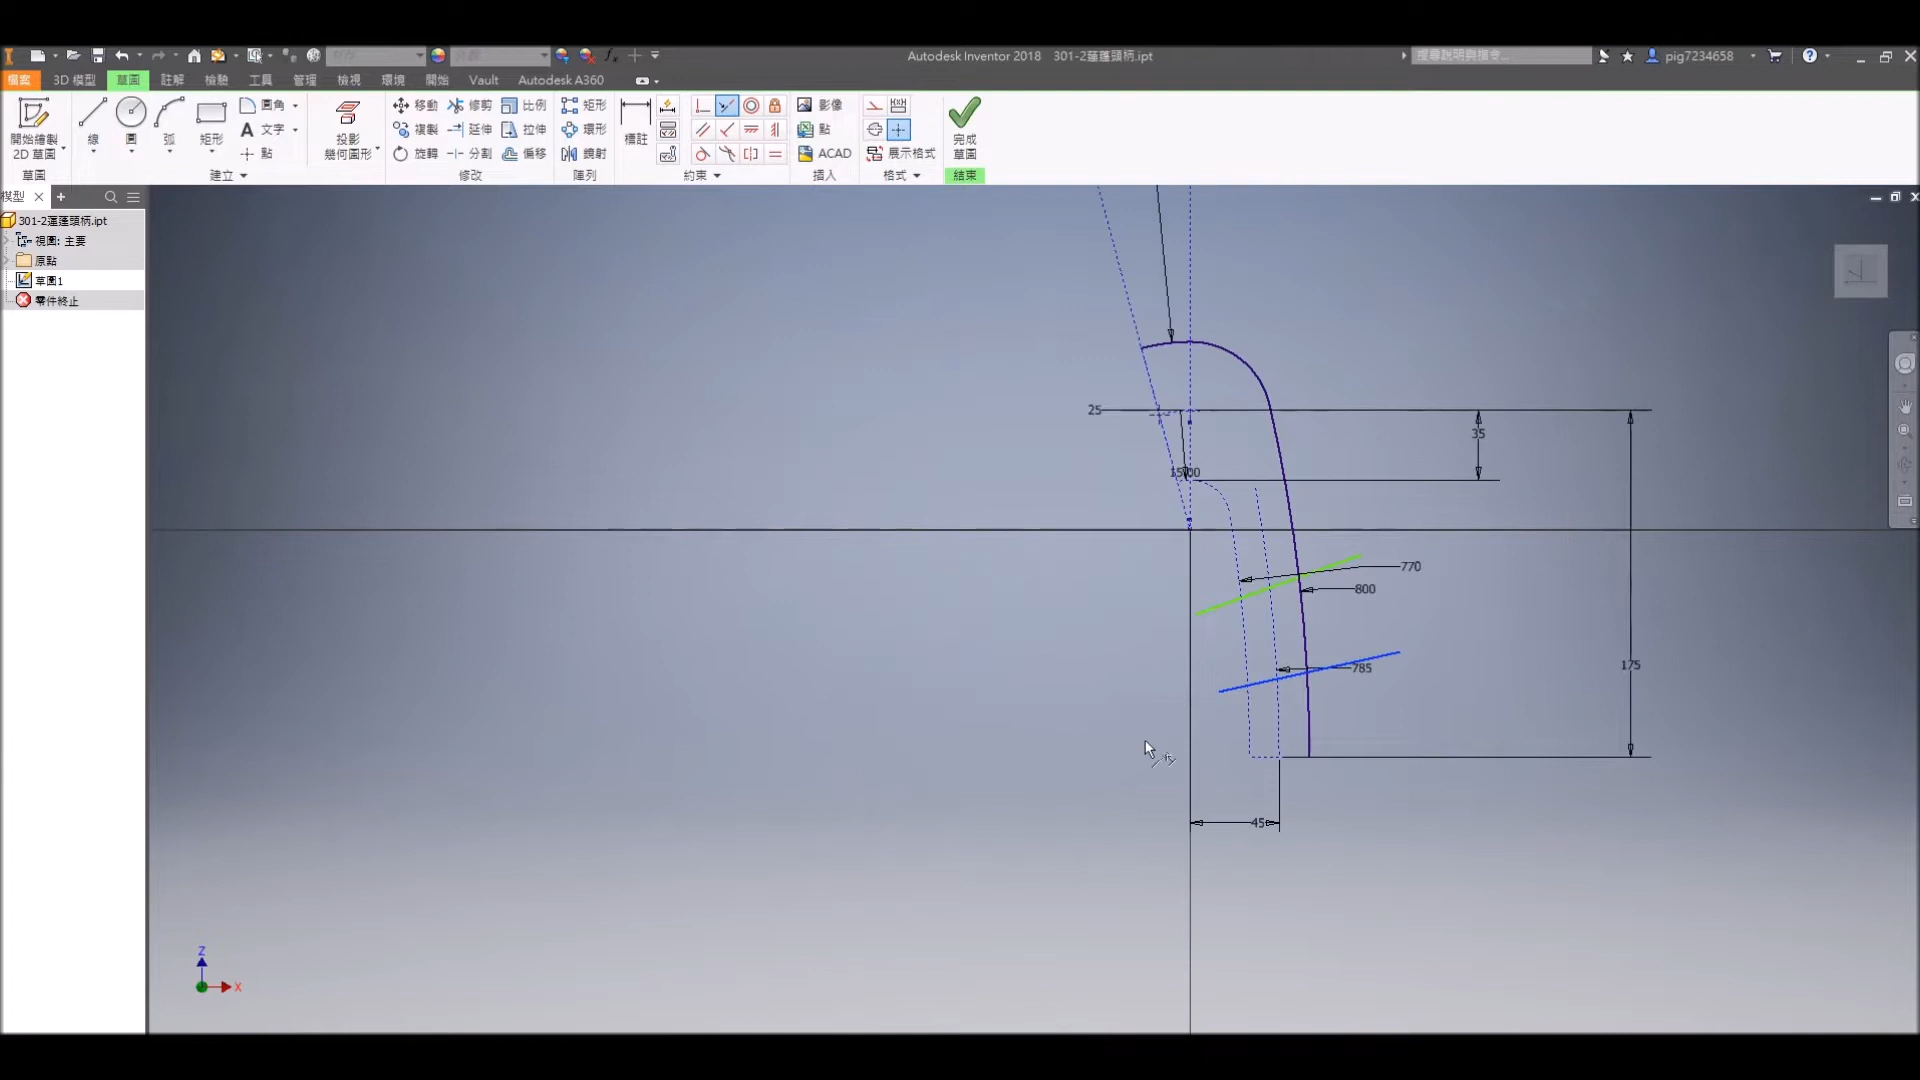 Autodesk Inventor 2018 301-2蓮蓬頭柄.ipt
搜尋說明與指令...
pig7234658
檔案 3D 模型 草圖 註解 檢驗 工具 管理 檢視 環境 開始 Vault Autodesk A360
開始繪製
2D 草圖
線 圓 弧 矩形
圓角
文字
點
投影
幾何圖形
移動 修剪 比例
複製 延伸 拉伸
旋轉 分割 偏移
矩形
環形
鏡射
標註
影像
點
ACAD
展示格式
完成
草圖
草圖 建立 修改 陣列 約束 插入 格式 結束
模型
301-2蓮蓬頭柄.ipt
視圖: 主要
原點
草圖1
零件終止
25
35
770
800
175
785
45
Z
X